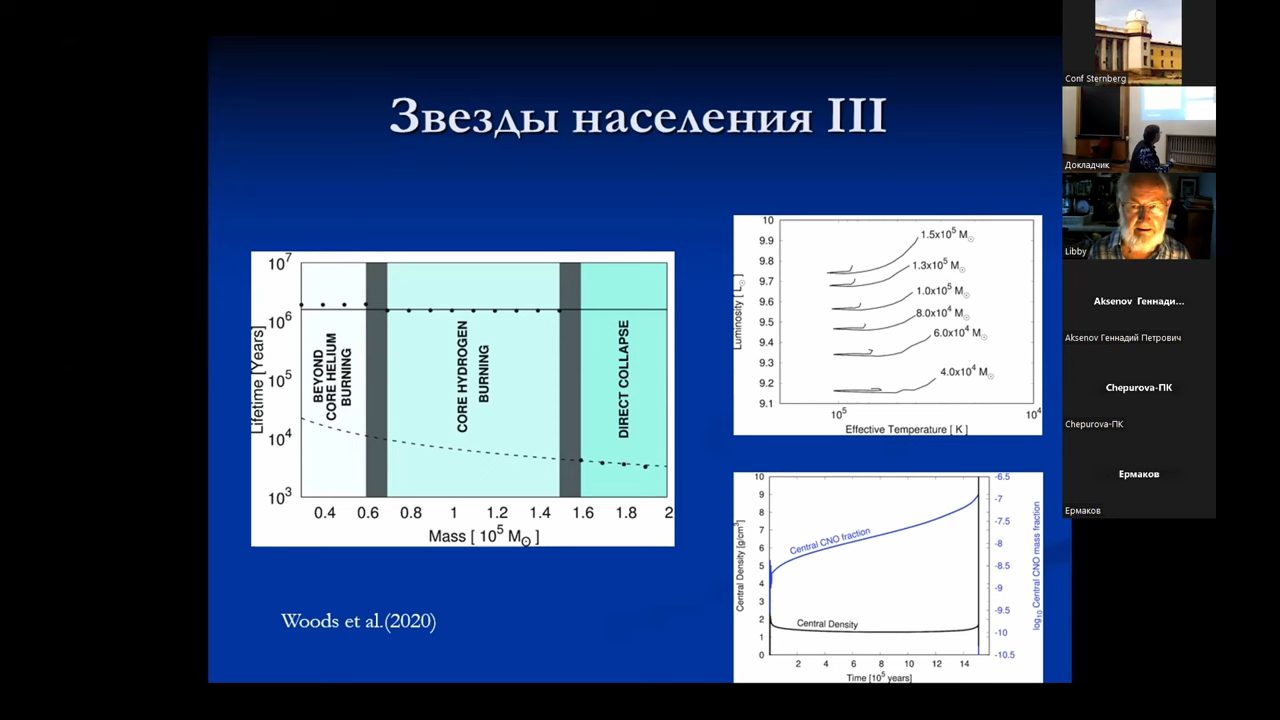 Звезды населения III
10^7
10^6
10^5
10^4
10^3
Lifetime [Years]
BEYOND
CORE HELIUM
BURNING
CORE HYDROGEN
BURNING
DIRECT COLLAPSE
0.4 0.6 0.8 1 1.2 1.4 1.6 1.8 2
Mass [ 10^5 M☉ ]
Woods et al.(2020)
10
9.9
9.8
9.7
9.6
9.5
9.4
9.3
9.2
9.1
Luminosity [ L☉ ]
1.5x10^5 M☉
1.3x10^5 M☉
1.0x10^5 M☉
8.0x10^4 M☉
6.0x10^4 M☉
4.0x10^4 M☉
10^5 10^4
Effective Temperature [ K ]
10
9
8
7
6
5
4
3
2
1
0
Central Density [g/cm^3]
Central CNO fraction
Central Density
-6.5
-7
-7.5
-8
-8.5
-9
-9.5
-10
-10.5
log10 Central CNO mass fraction
2 4 6 8 10 12 14
Time [10^5 years]
Conf Sternberg
Докладчик
Libby
Aksenov Геннади...
Aksenov Геннадий Петрович
Chepurova-ПК
Chepurova-ПК
Ермаков
Ермаков